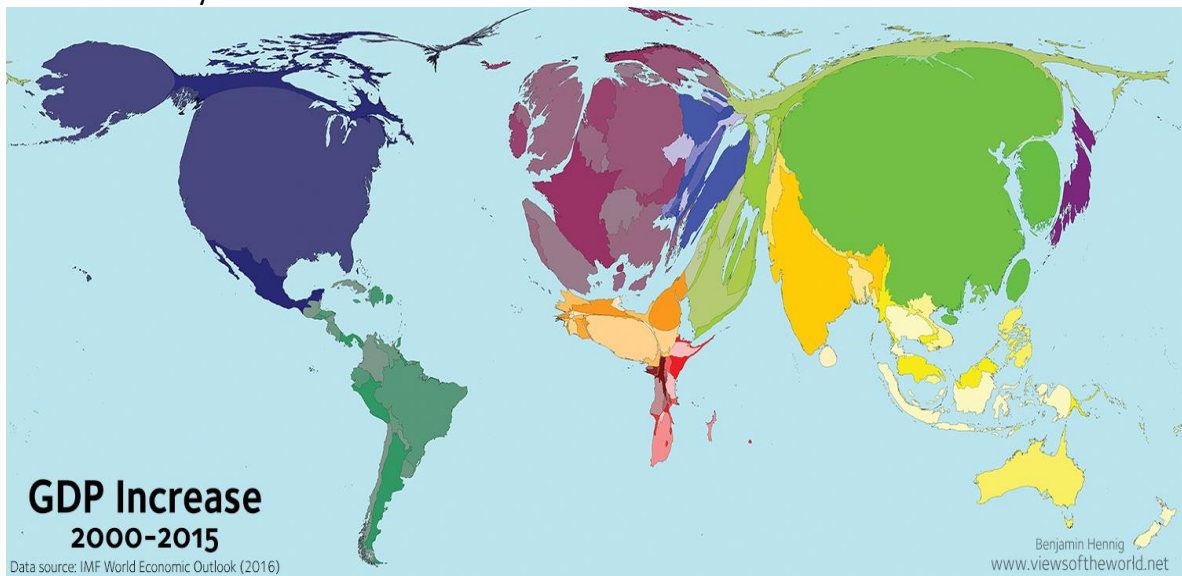 GDP Increase
2000-2015
Data source: IMF World Economic Outlook (2016)
Benjamin Hennig
www.viewsoftheworld.net